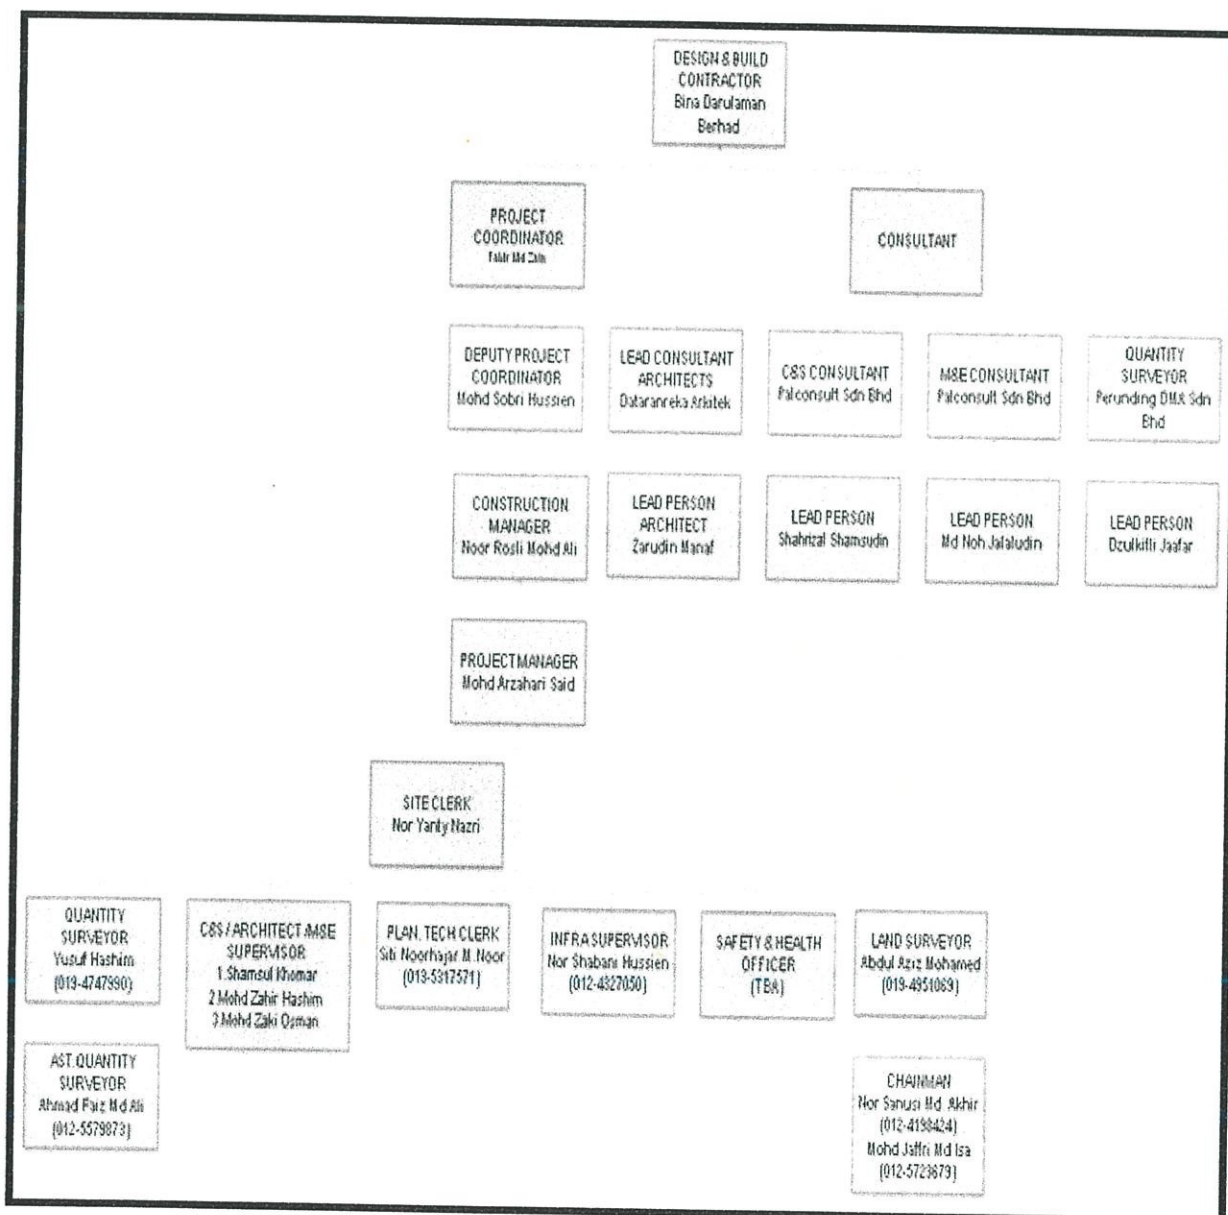 DESIGN & BUILD
CONTRACTOR
Bina Darulaman
Berhad
PROJECT
COORDINATOR
Md Zain
CONSULTANT
DEPUTY PROJECT
COORDINATOR
Mohd Sobri Hussien
LEAD CONSULTANT
ARCHITECTS
Dataranreka Arkitek
C&S CONSULTANT
Palconsult Sdn Bhd
M&E CONSULTANT
Palconsult Sdn Bhd
QUANTITY
SURVEYOR
Perunding DMA Sdn
Bhd
CONSTRUCTION
MANAGER
Noor Rosli Mohd Ali
LEAD PERSON
ARCHITECT
Zarudin Manaf
LEAD PERSON
Shahrizal Shamsudin
LEAD PERSON
Md Noh Jalaludin
LEAD PERSON
Dzulkifli Jaafar
PROJECT MANAGER
Mohd Arzahari Said
SITE CLERK
Nor Yanty Nazri
QUANTITY
SURVEYOR
Yusuf Hashim
(019-4747990)
C&S / ARCHITECT /M&E
SUPERVISOR
1.Shamsul Khomar
2.Mohd Zahir Hashim
3.Mohd Zaki Osman
PLAN. TECH CLERK
Siti Noorhajar M.Noor
(013-5317571)
INFRA SUPERVISOR
Nor Shabani Hussien
(012-4327050)
SAFETY & HEALTH
OFFICER
(TBA)
LAND SURVEYOR
Abdul Aziz Mohamed
(019-4951069)
AST. QUANTITY
SURVEYOR
Ahmad Faiz Md Ali
(012-5579873)
CHAINMAN
Nor Sanusi Md. Akhir
(012-4198424)
Mohd Jaffri Md Isa
(012-5723679)